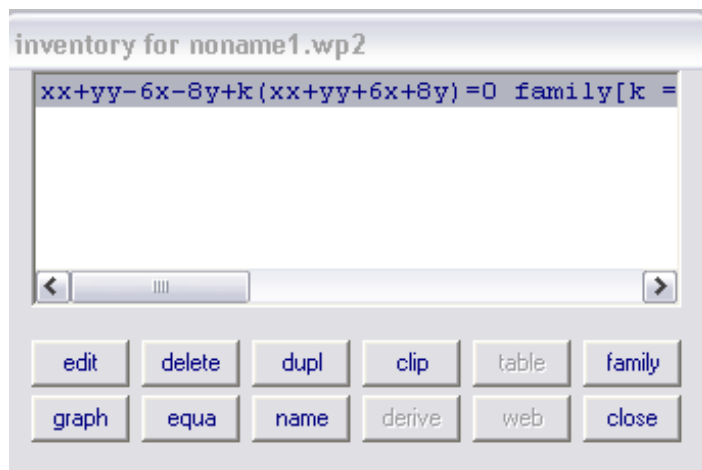 inventory for noname1.wp2
xx+yy-6x-8y+k(xx+yy+6x+8y)=0 family[k =
edit delete dupl clip table family
graph equa name derive web close